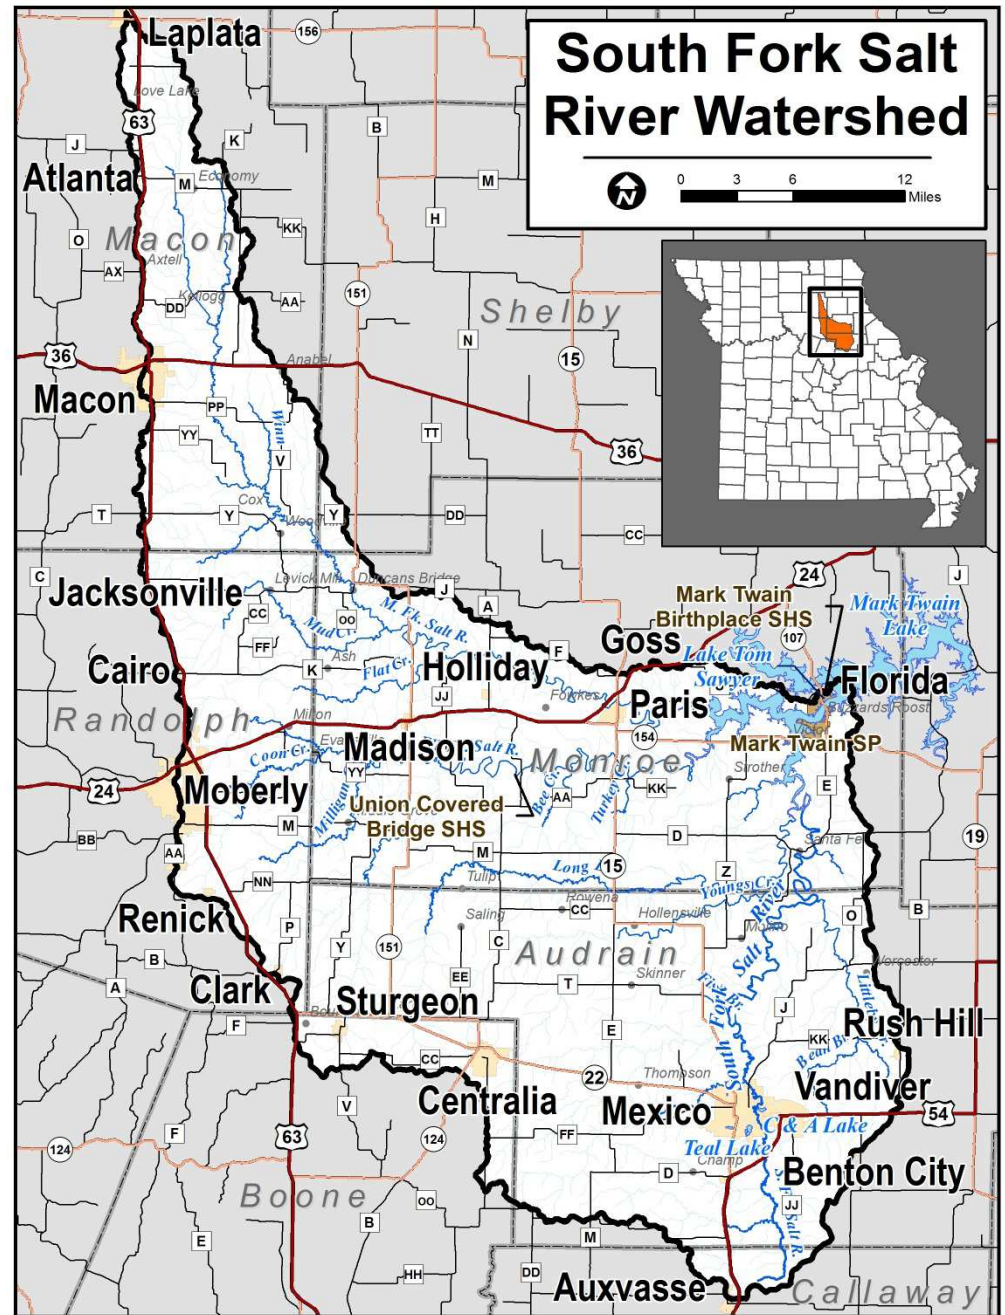 South Fork Salt
River Watershed
N
0 3 6 12
Miles
Laplata
156
Love Lake
63
K
B
J
Atlanta
M
Economy
M
H
O
Macon
KK
Axtell
AX
Kellogg
DD
AA
151
Shelby
N
15
36
Anabel
Macon
PP
YY
Winn
V
TT
36
Cox
T
Y
Y
DD
CC
C
Levick Mill
Duncans Bridge
J
A
24
J
Jacksonville
CC
OO
M. Fk. Salt R.
Mark Twain
Birthplace SHS
Mark Twain
Lake
107
Mud Cr.
FF
Goss
F
Cairo
K
Ash
Flat Cr.
Holliday
Lake Tom
Sawyer
Florida
JJ
Paris
Randolph
Milton
154
Madison
Salt R.
Monroe
Mark Twain SP
Coon Cr.
YY
Strother
24
Moberly
Milligan
Union Covered
Bridge SHS
Bee Cr.
AA
Turkey
KK
E
BB
M
D
19
AA
M
Long
15
Z
Santa Fe
NN
Tulip
Youngs Cr.
Rowena
Renick
P
Saling
CC
Hollensville
O
B
Y
151
C
Audrain
B
A
Clark
EE
T
Skinner
Worcester
South Fork Salt River
J
F
Sturgeon
E
KK
Rush Hill
CC
22
Thompson
Vandiver
Centralia
Mexico
54
V
C & A Lake
F
63
124
124
FF
Teal Lake
D
Champ
Benton City
Boone
OO
JJ
Salt R.
B
E
M
HH
DD
Auxvasse
Callaway